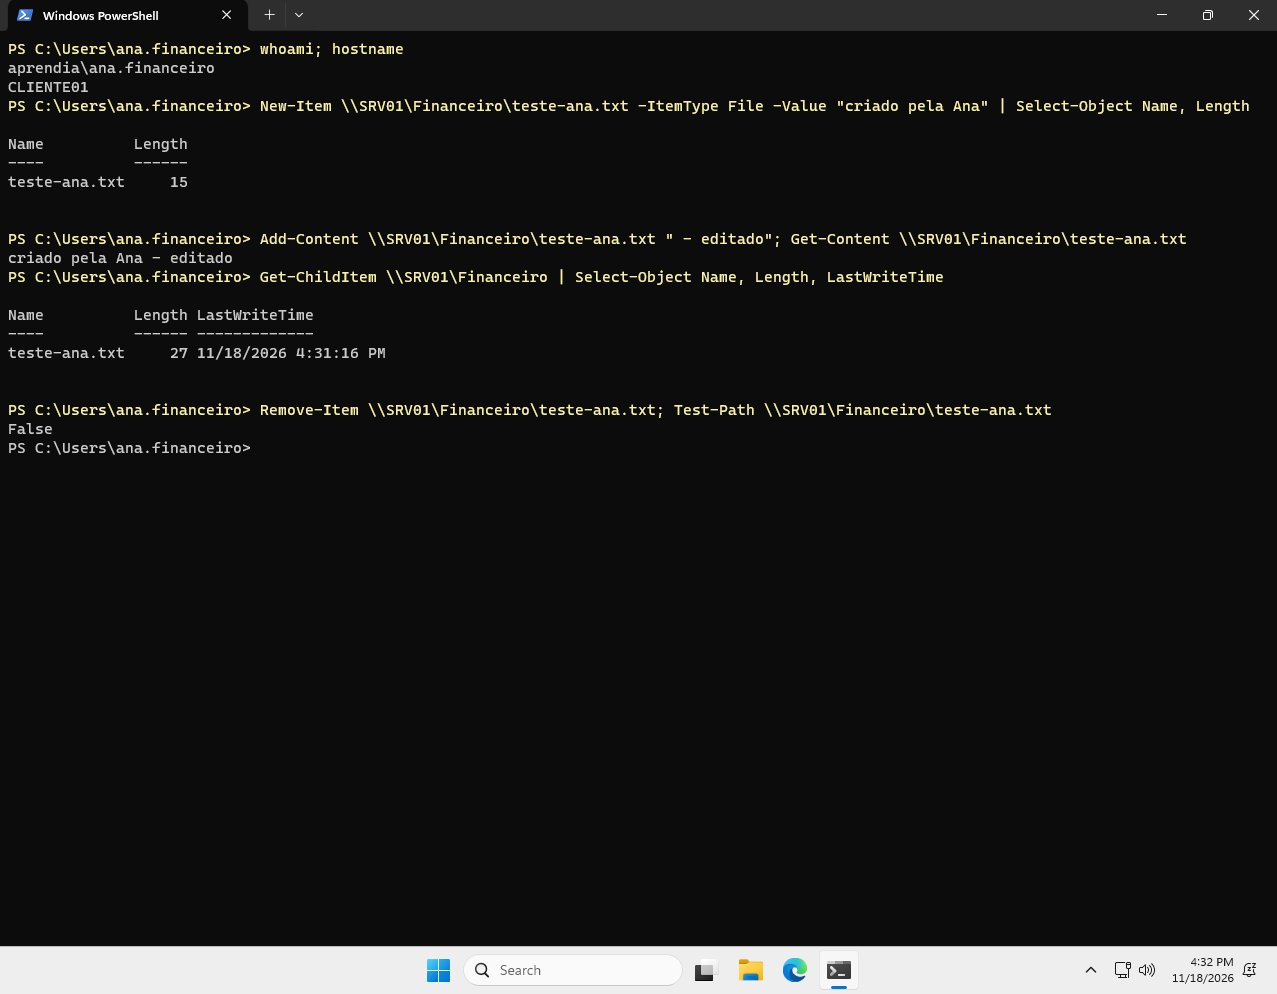 Windows PowerShell
PS C:\Users\ana.financeiro> whoami; hostname
aprendia\ana.financeiro
CLIENTE01
PS C:\Users\ana.financeiro> New-Item \\SRV01\Financeiro\teste-ana.txt -ItemType File -Value "criado pela Ana" | Select-Object Name, Length
Name          Length
----          ------
teste-ana.txt     15
PS C:\Users\ana.financeiro> Add-Content \\SRV01\Financeiro\teste-ana.txt " - editado"; Get-Content \\SRV01\Financeiro\teste-ana.txt
criado pela Ana - editado
PS C:\Users\ana.financeiro> Get-ChildItem \\SRV01\Financeiro | Select-Object Name, Length, LastWriteTime
Name          Length LastWriteTime
----          ------ -------------
teste-ana.txt     27 11/18/2026 4:31:16 PM
PS C:\Users\ana.financeiro> Remove-Item \\SRV01\Financeiro\teste-ana.txt; Test-Path \\SRV01\Financeiro\teste-ana.txt
False
PS C:\Users\ana.financeiro>
Search
4:32 PM
11/18/2026